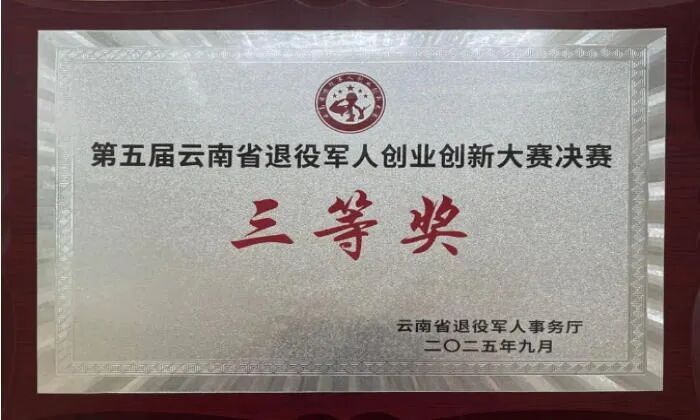 第五届云南省退役军人创业创新大赛决赛
三等奖
云南省退役军人事务厅
二〇二五年九月